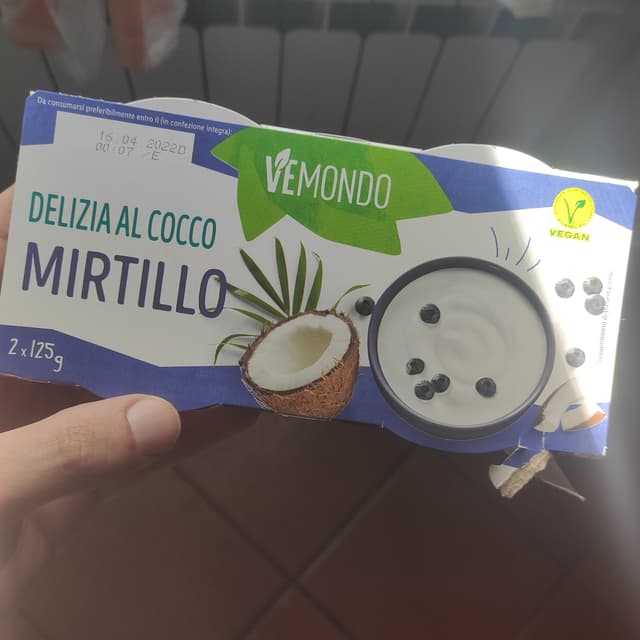 Da consumarsi preferibilmente entro il (in confezione integra):
16 04 2022D
00:07 /E
VEMONDO
DELIZIA AL COCCO
MIRTILLO
VEGAN
2 x 125g